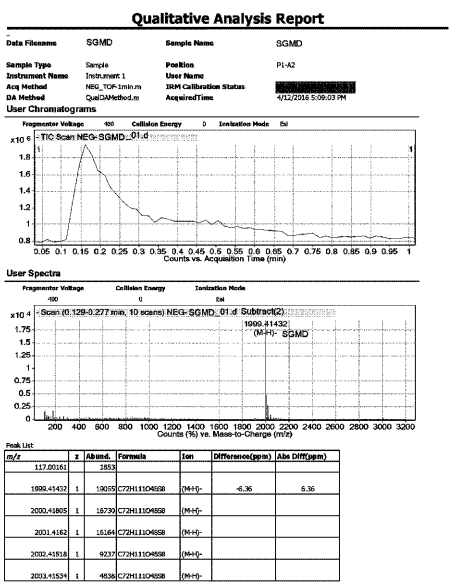 Qualitative Analysis Report
Data Filename SGMD Sample Name SGMD
Sample Type Sample Position P1-A2
Instrument Name Instrument 1 User Name
Acq Method NEG_TOF-1min.m IRM Calibration Status
DA Method QualDAMethod.m AcquiredTime 4/12/2016 5:09:03 PM
User Chromatograms
Fragmentor Voltage 400 Collision Energy 0 Ionization Mode Esi
x10 6 - TIC Scan NEG-SGMD_01.d
1 1
1.8
1.6
1.4
1.2
1
0.8
0.05 0.1 0.15 0.2 0.25 0.3 0.35 0.4 0.45 0.5 0.55 0.6 0.65 0.7 0.75 0.8 0.85 0.9 0.95 1
Counts vs. Acquisition Time (min)
User Spectra
Fragmentor Voltage Collision Energy Ionization Mode
400 0 Esi
x10 4 - Scan (0.129-0.277 min, 10 scans) NEG-SGMD_01.d Subtract(2)
1999.41432
(M-H)- SGMD
1.75
1.5
1.25
1
0.75
0.5
0.25
0
200 400 600 800 1000 1200 1400 1600 1800 2000 2200 2400 2600 2800 3000 3200
Counts (%) vs. Mass-to-Charge (m/z)
Peak List
m/z z Abund. Formula Ion Difference(ppm) Abs Diff(ppm)
117.00161 1853
1999.41432 1 19055 C72H111O48S8 (M-H)- -6.36 6.36
2000.41805 1 16730 C72H111O48S8 (M-H)-
2001.4162 1 16164 C72H111O48S8 (M-H)-
2002.41518 1 9237 C72H111O48S8 (M-H)-
2003.41534 1 4838 C72H111O48S8 (M-H)-